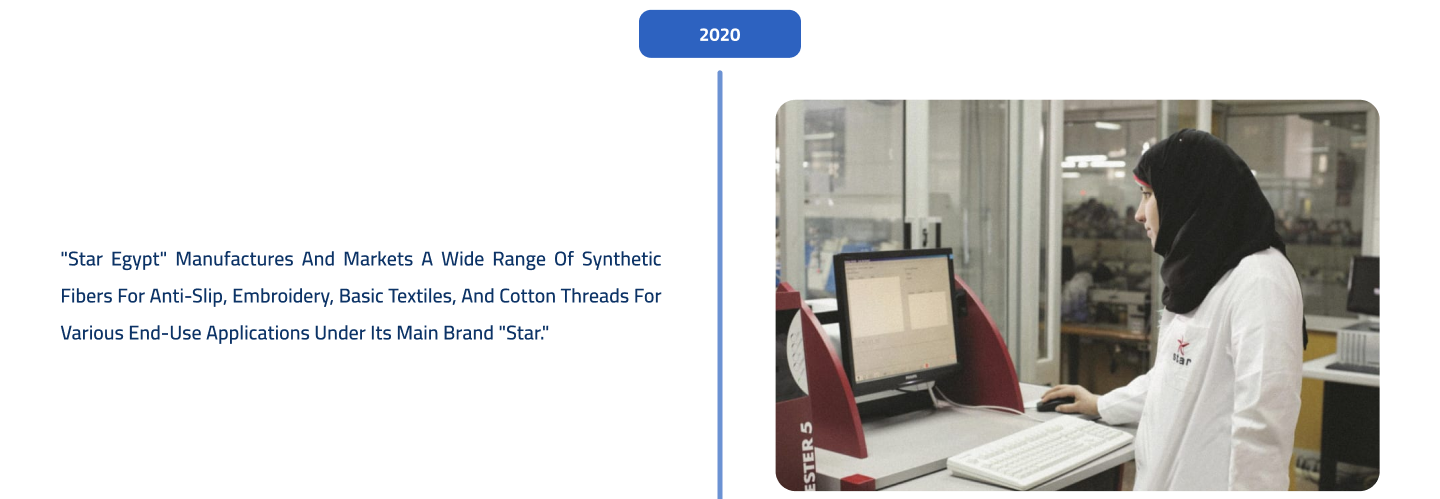 2020
"Star Egypt" Manufactures And Markets A Wide Range Of Synthetic
Fibers For Anti-Slip, Embroidery, Basic Textiles, And Cotton Threads For
Various End-Use Applications Under Its Main Brand "Star."
star
ESTER 5